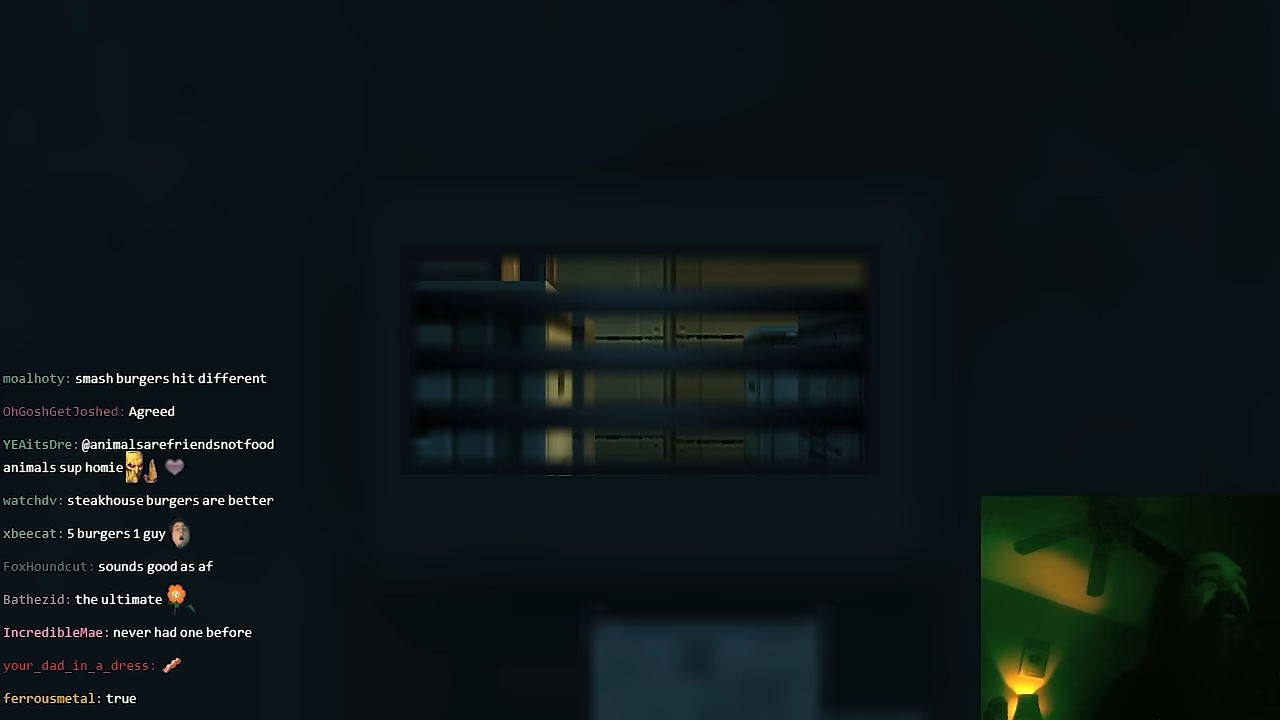 moalhoty: smash burgers hit different
OhGoshGetJoshed: Agreed
YEAitsDre: @animalsarefriendsnotfood
animals sup homie
watchdv: steakhouse burgers are better
xbeecat: 5 burgers 1 guy
FoxHoundcut: sounds good as af
Bathezid: the ultimate
IncredibleMae: never had one before
your_dad_in_a_dress:
ferrousmetal: true